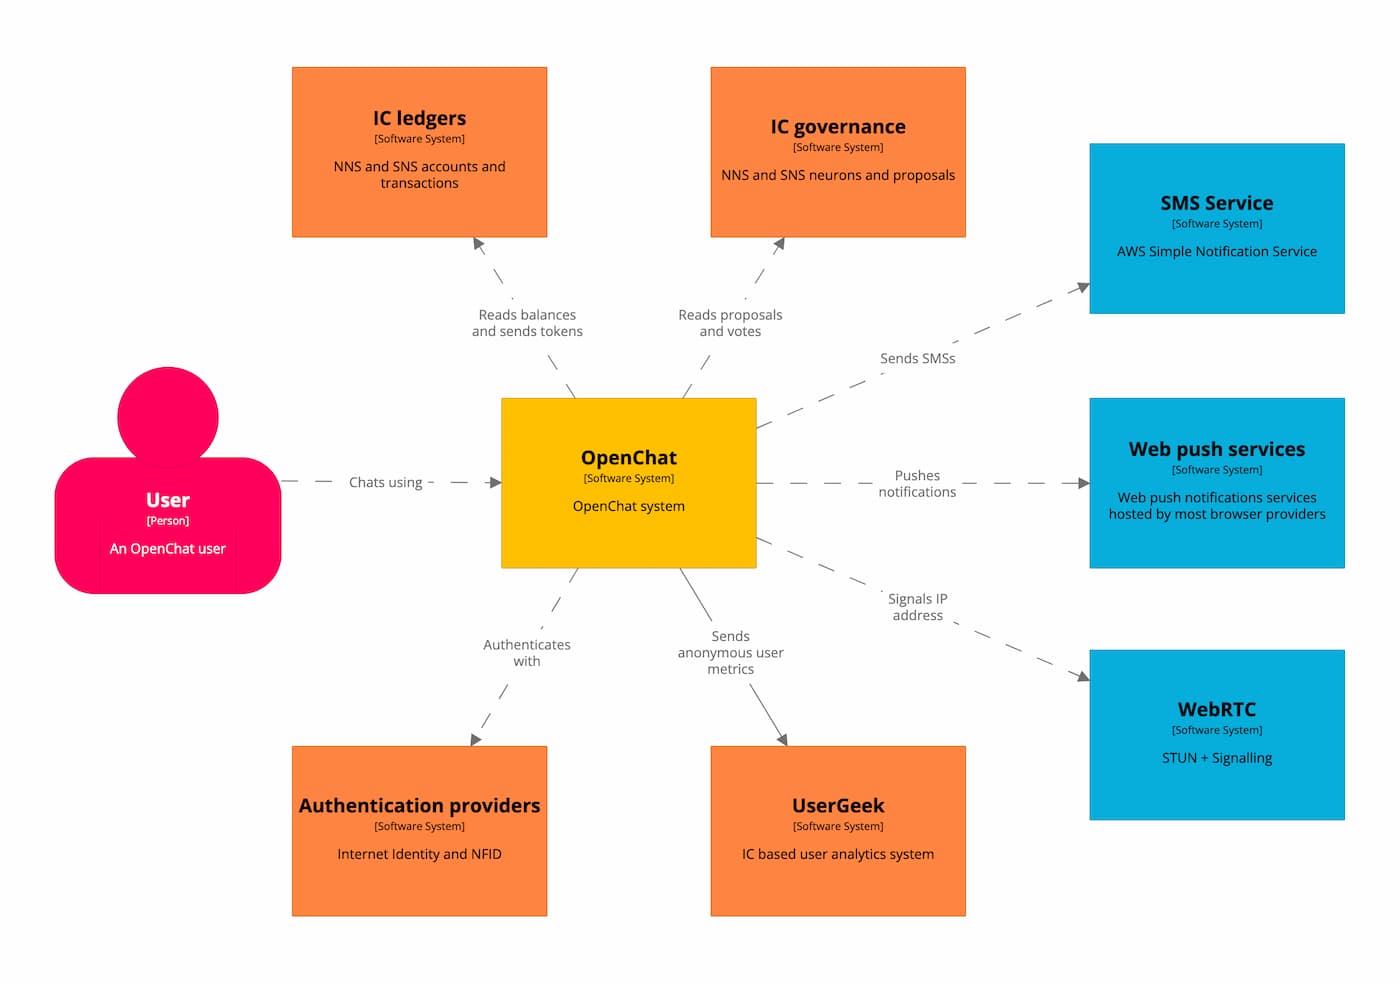 IC ledgers
[Software System]
NNS and SNS accounts and
transactions
IC governance
[Software System]
NNS and SNS neurons and proposals
SMS Service
[Software System]
AWS Simple Notification Service
Reads balances
and sends tokens
Reads proposals
and votes
Sends SMSs
User
[Person]
An OpenChat user
Chats using
OpenChat
[Software System]
OpenChat system
Pushes
notifications
Web push services
[Software System]
Web push notifications services
hosted by most browser providers
Authenticates
with
Sends
anonymous user
metrics
Signals IP
address
WebRTC
[Software System]
STUN + Signalling
Authentication providers
[Software System]
Internet Identity and NFID
UserGeek
[Software System]
IC based user analytics system